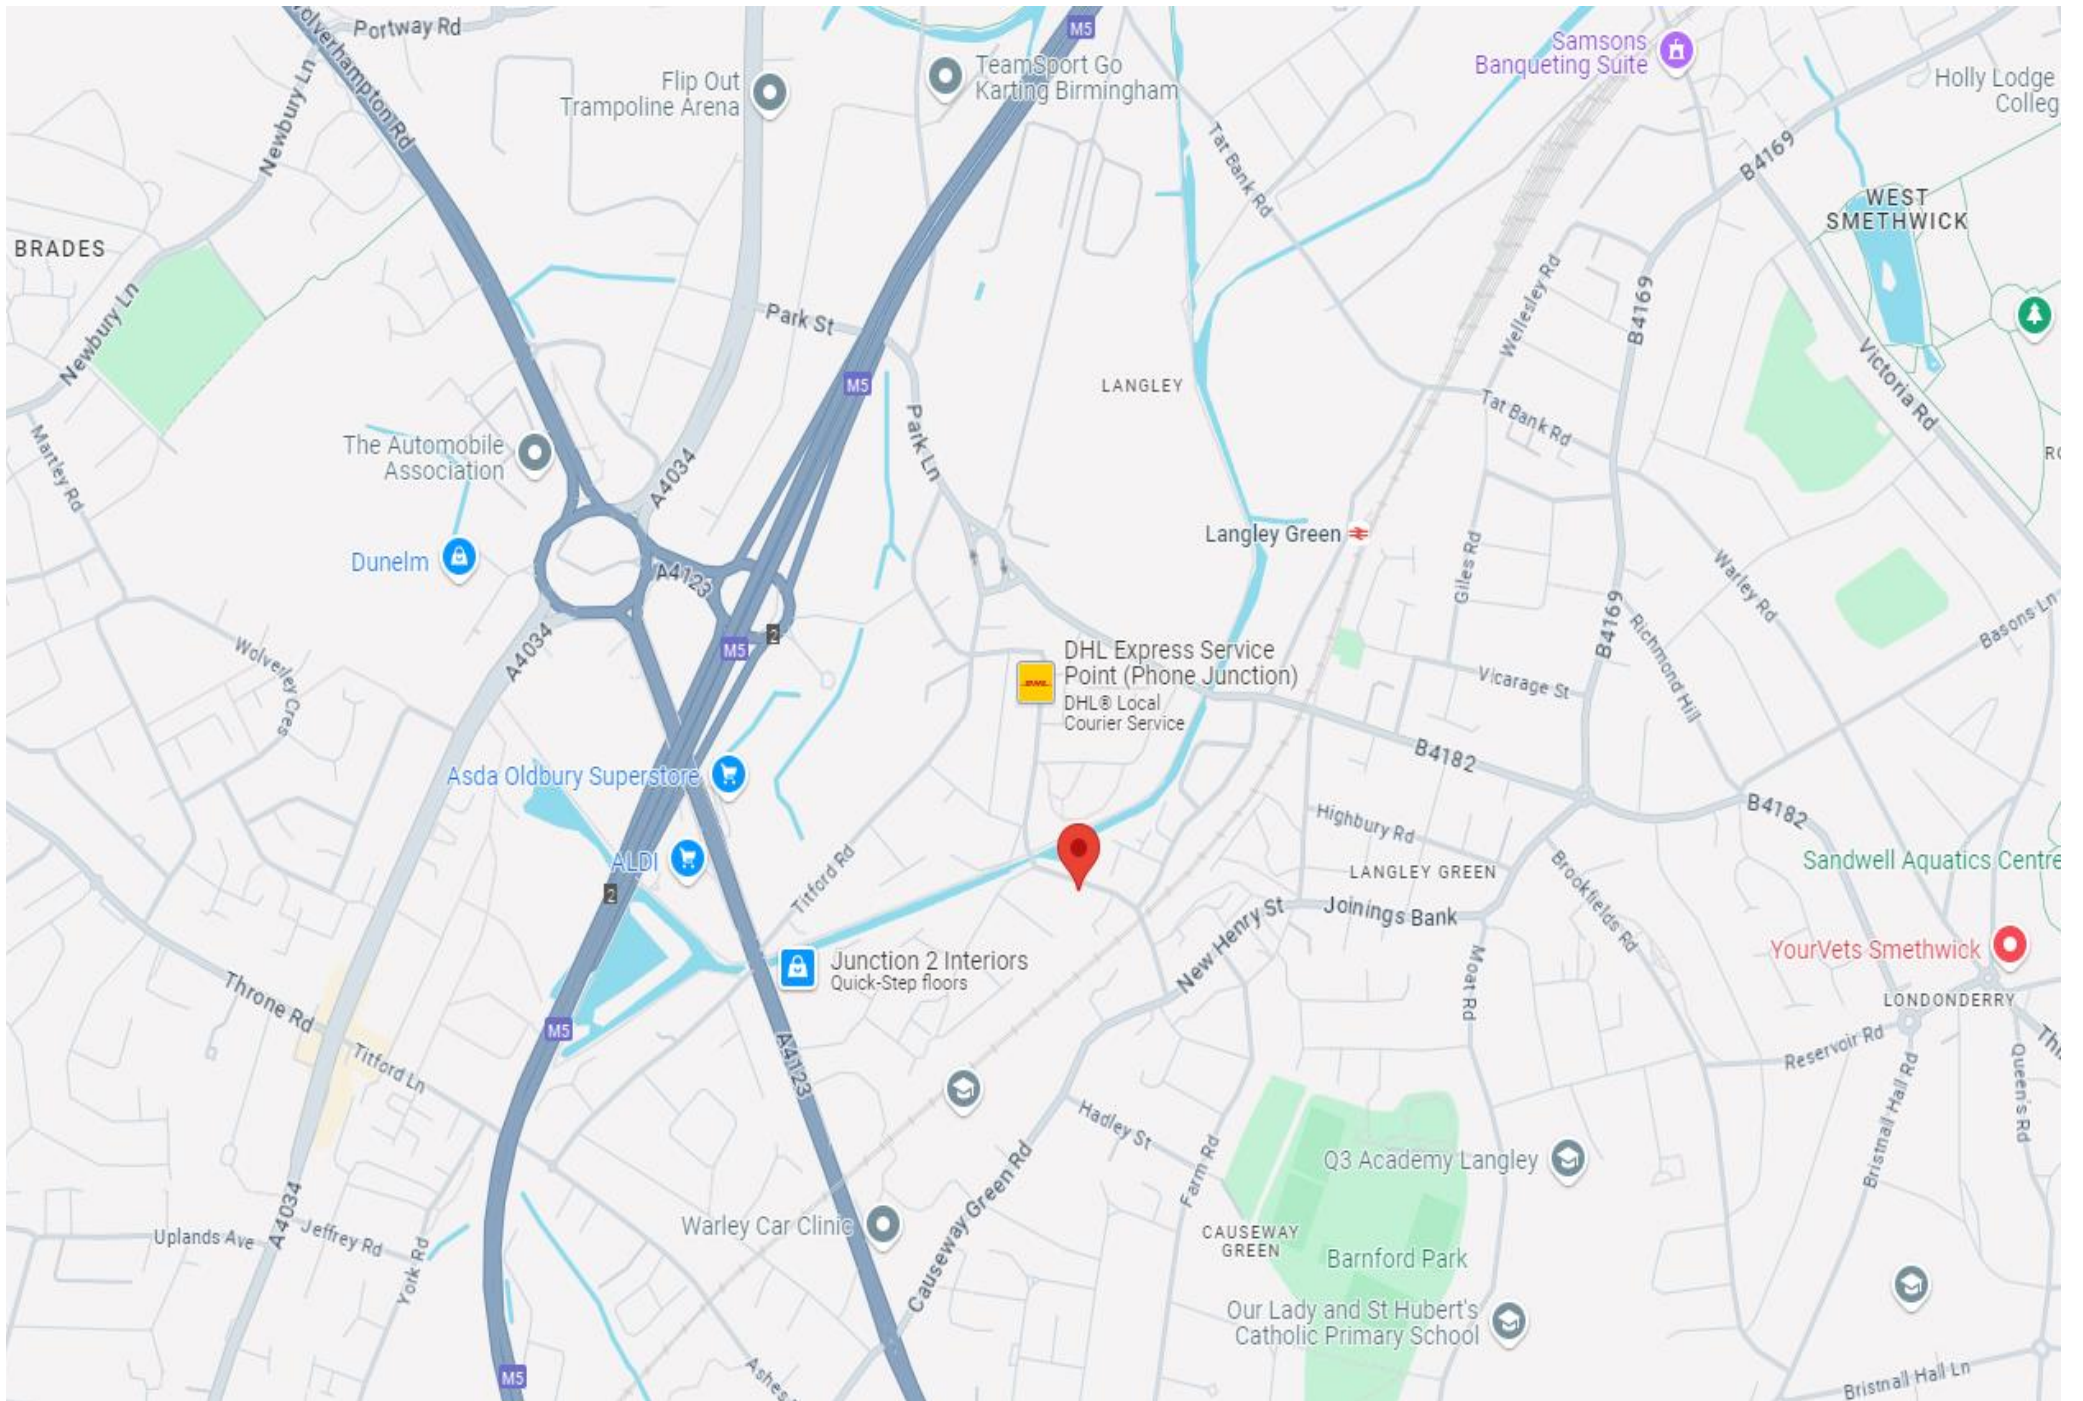 Wolverhampton Rd
Portway Rd
M5
Samsons
Banqueting Suite
TeamSport Go
Karting Birmingham
Flip Out
Trampoline Arena
Holly Lodge
Colleg
Newbury Ln
Tat Bank Rd
B4169
WEST
SMETHWICK
BRADES
Newbury Ln
Park St
Wellesley Rd
B4169
M5
LANGLEY
Victoria Rd
Martley Rd
Park Ln
Tat Bank Rd
The Automobile
Association
A4034
Langley Green
Dunelm
A4123
Giles Rd
Warley Rd
Basons Ln
B4169
Richmond Hill
Wolverley Cres
A4034
M5
2
DHL Express Service
Point (Phone Junction)
DHL® Local
Courier Service
DHL
Vicarage St
B4182
Asda Oldbury Superstore
B4182
Highbury Rd
ALDI
2
Titford Rd
LANGLEY GREEN
Brookfields Rd
Sandwell Aquatics Centre
New Henry St
Joinings Bank
Moat Rd
YourVets Smethwick
Junction 2 Interiors
Quick-Step floors
Throne Rd
LONDONDERRY
M5
Titford Ln
A4123
Reservoir Rd
Queen's Rd
Bristnall Hall Rd
Hadley St
Farm Rd
Q3 Academy Langley
A4034
Uplands Ave
Jeffrey Rd
York Rd
Warley Car Clinic
Causeway Green Rd
CAUSEWAY
GREEN
Barnford Park
Our Lady and St Hubert's
Catholic Primary School
M5
Ashes
Bristnall Hall Ln